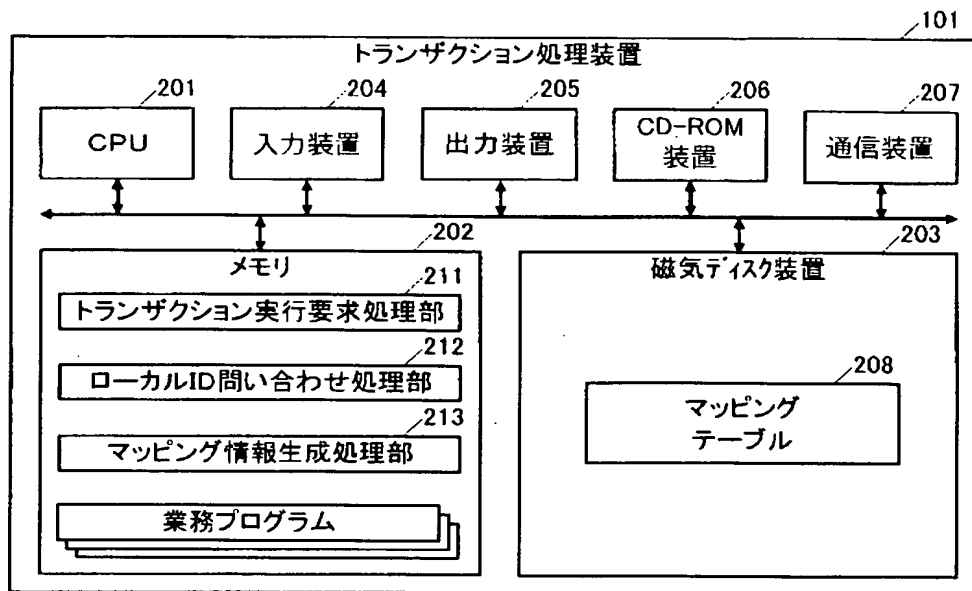 101
トランザクション処理装置
201
204
205
206
207
CPU
入力装置
出力装置
CD-ROM
装置
通信装置
202
203
メモリ
磁気ディスク装置
211
トランザクション実行要求処理部
212
ローカルID問い合わせ処理部
213
マッピング情報生成処理部
業務プログラム
208
マッピング
テーブル